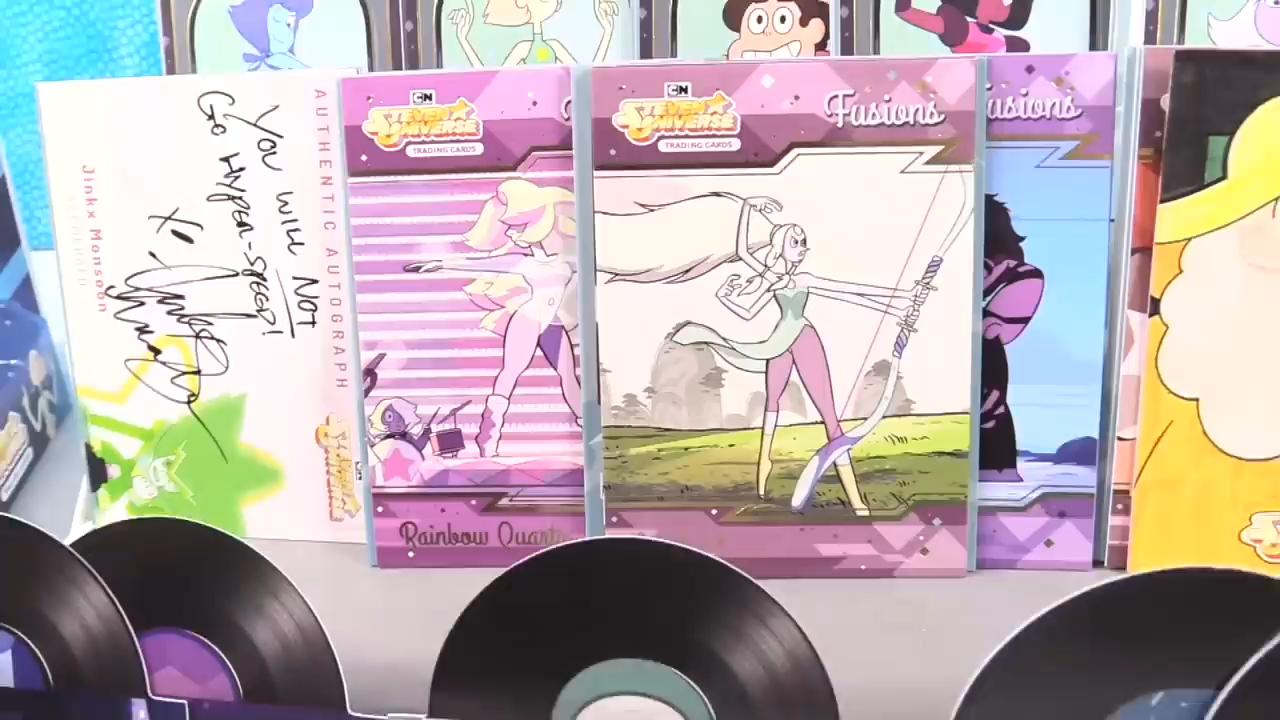 YOU WILL NOT
GO HYPER-SPEED!
AUTHENTIC AUTOGRAPH
Jinkx Monsoon
CN
STEVEN
UNIVERSE
TRADING CARDS
Rainbow Quartz
CN
STEVEN
UNIVERSE
TRADING CARDS
Fusions
usions